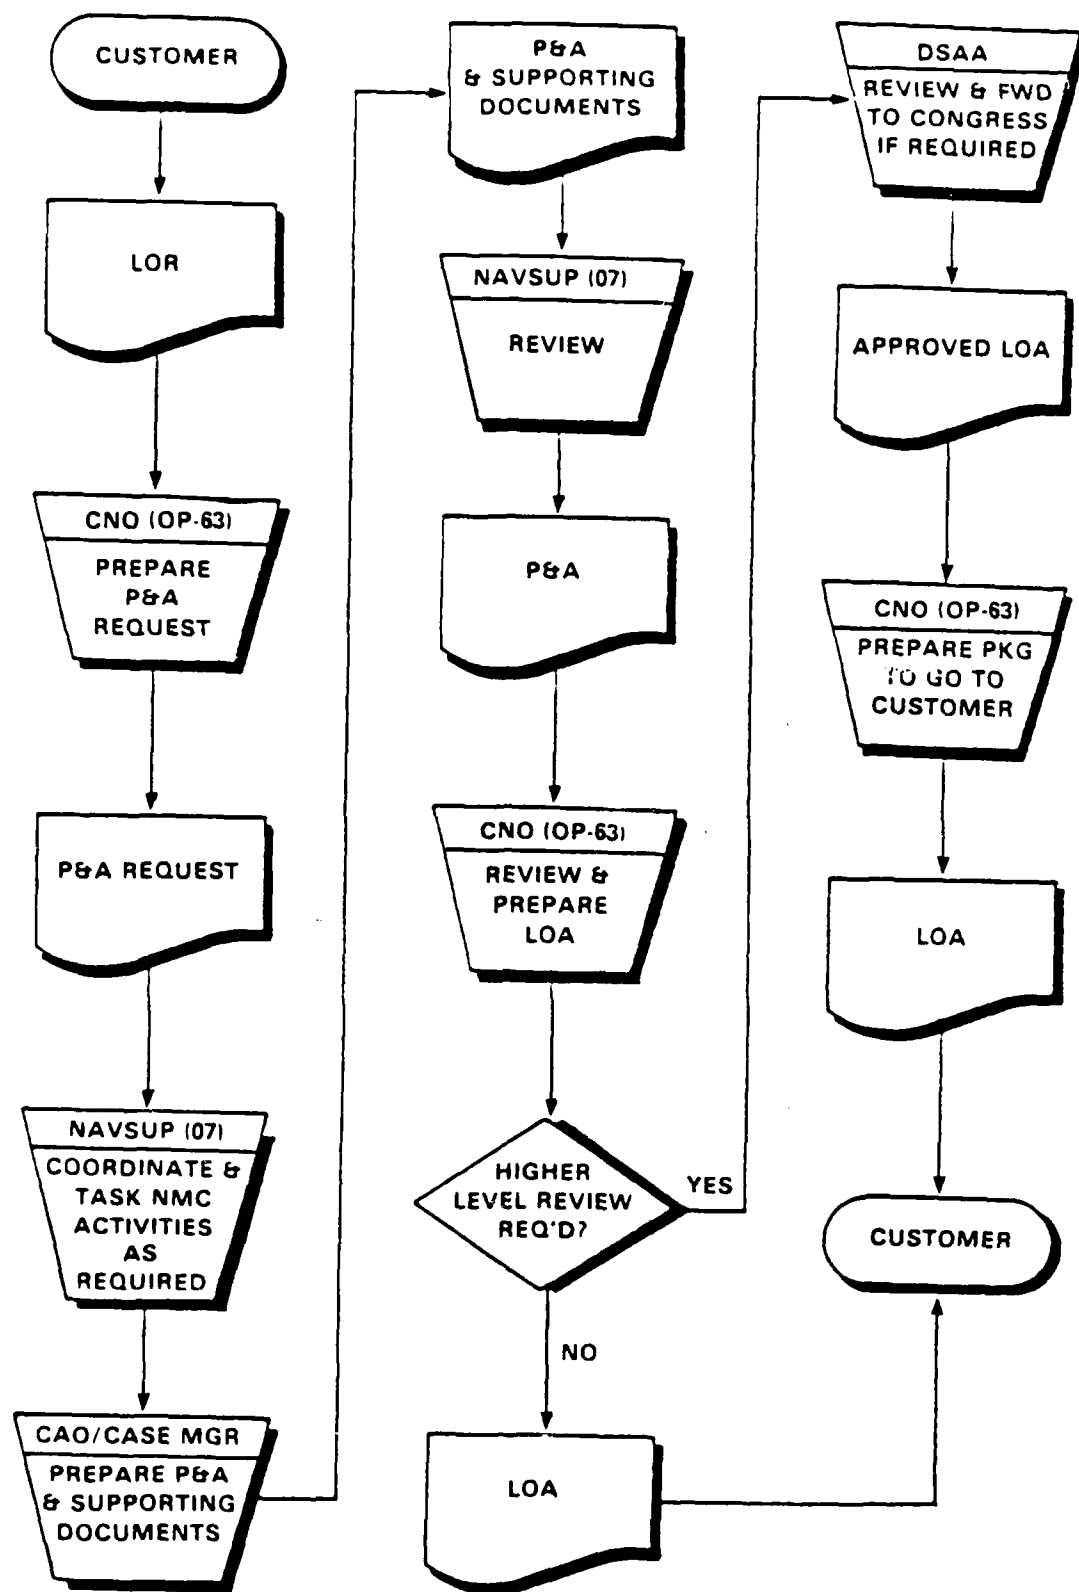 CUSTOMER
LOR
CNO (OP-63)
PREPARE
P&A
REQUEST
P&A REQUEST
NAVSUP (07)
COORDINATE &
TASK NMC
ACTIVITIES
AS
REQUIRED
CAO/CASE MGR
PREPARE P&A
& SUPPORTING
DOCUMENTS
P&A
& SUPPORTING
DOCUMENTS
NAVSUP (07)
REVIEW
P&A
CNO (OP-63)
REVIEW &
PREPARE
LOA
HIGHER
LEVEL REVIEW
REQ'D?
YES
NO
LOA
DSAA
REVIEW & FWD
TO CONGRESS
IF REQUIRED
APPROVED LOA
CNO (OP-63)
PREPARE PKG
TO GO TO
CUSTOMER
LOA
CUSTOMER